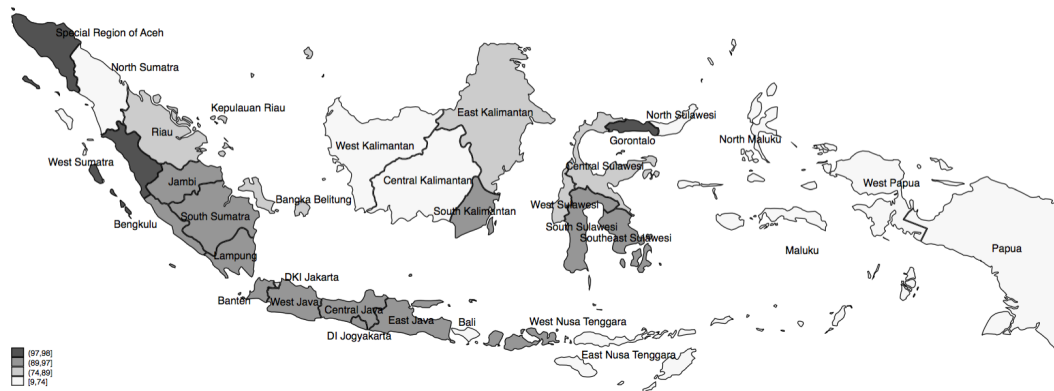 Special Region of Aceh
North Sumatra
Kepulauan Riau
Riau
East Kalimantan
North Sulawesi
Gorontalo
North Maluku
West Kalimantan
West Sumatra
Jambi
Central Kalimantan
Central Sulawesi
West Papua
Bangka Belitung
South Sumatra
South Kalimantan
West Sulawesi
Bengkulu
South Sulawesi
Southeast Sulawesi
Lampung
Maluku
Papua
DKI Jakarta
Banten
West Java
Central Java
East Java
Bali
West Nusa Tenggara
DI Jogyakarta
East Nusa Tenggara
(97,98]
(89,97]
(74,89]
[9,74]